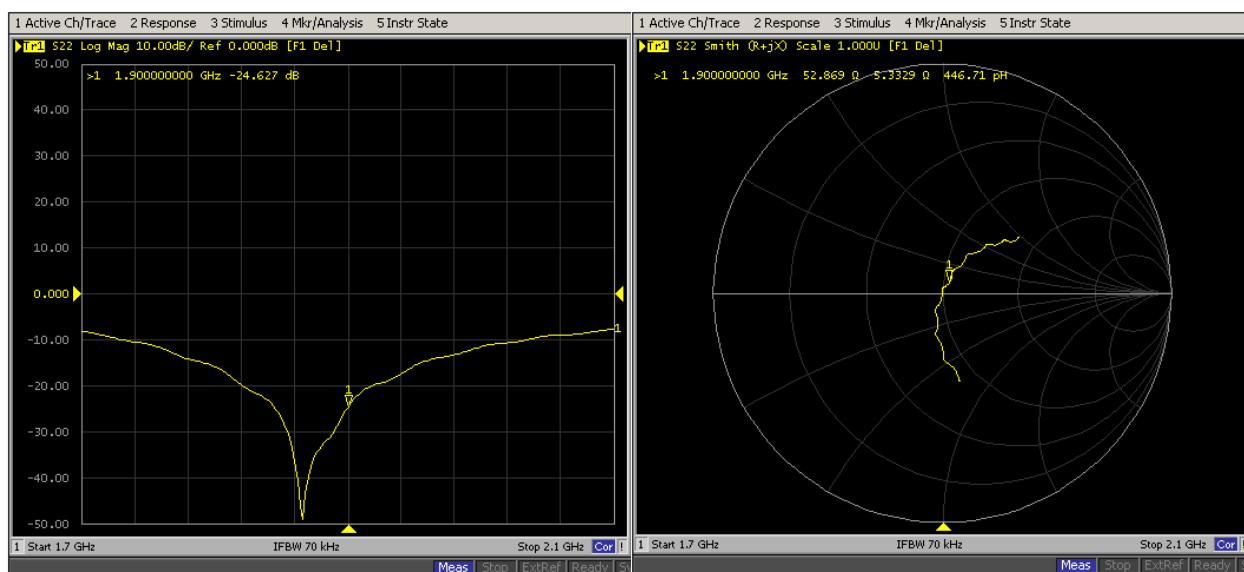 1 Active Ch/Trace 2 Response 3 Stimulus 4 Mkr/Analysis 5 Instr State
Tr1 S22 Log Mag 10.00dB/ Ref 0.000dB [F1 Del]
50.00
>1 1.900000000 GHz -24.627 dB
40.00
30.00
20.00
10.00
0.000
1
-10.00
-20.00
1
-30.00
-40.00
-50.00
1 Start 1.7 GHz IFBW 70 kHz Stop 2.1 GHz Cor !
Meas Stop ExtRef Ready
1 Active Ch/Trace 2 Response 3 Stimulus 4 Mkr/Analysis 5 Instr State
Tr1 S22 Smith (R+jX) Scale 1.000U [F1 Del]
>1 1.900000000 GHz 52.869 Ω 5.3329 Ω 446.71 pH
1
1 Start 1.7 GHz IFBW 70 kHz Stop 2.1 GHz Cor
Meas Stop ExtRef Ready